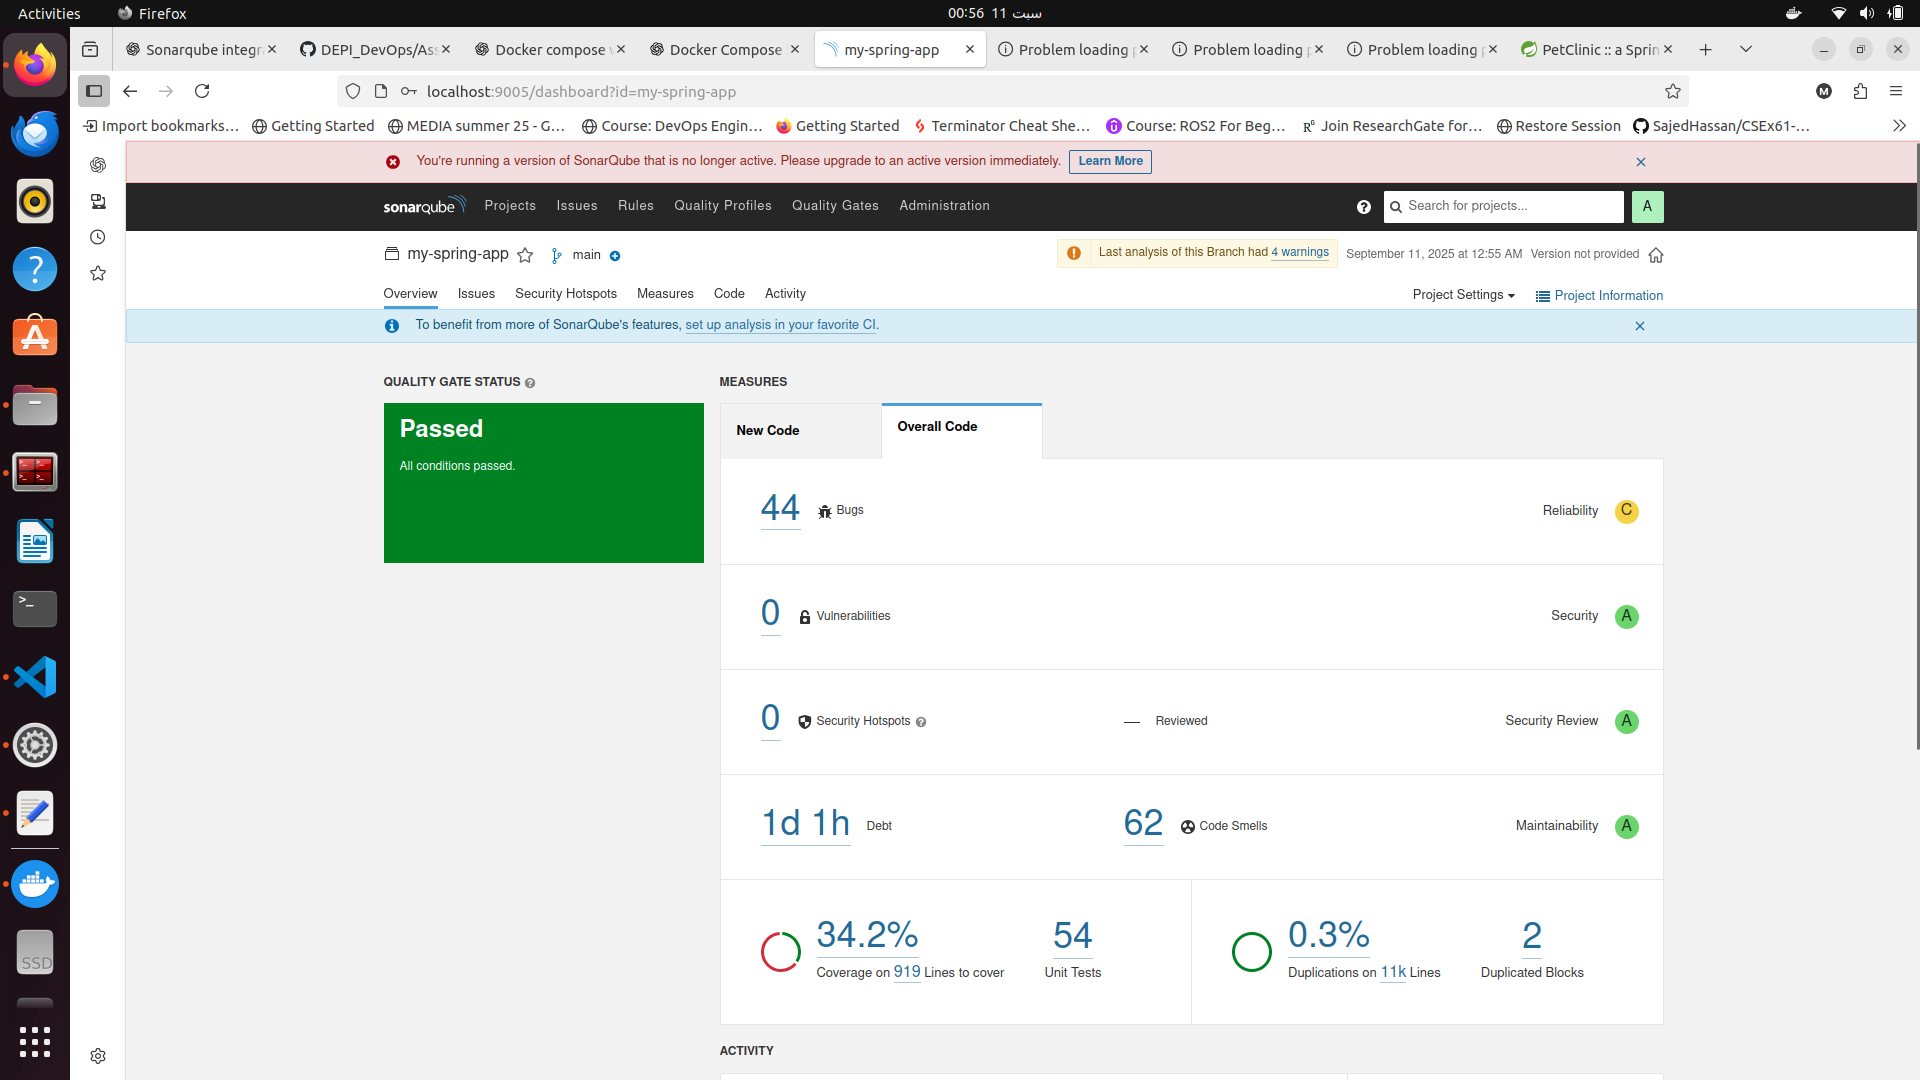 Activities
Firefox
سبت 11 00:56
Sonarqube integr
DEPI_DevOps/Ass
Docker compose v
Docker Compose
my-spring-app
Problem loading p
Problem loading p
Problem loading p
PetClinic :: a Sprin
localhost:9005/dashboard?id=my-spring-app
M
Import bookmarks...
Getting Started
MEDIA summer 25 - G...
Course: DevOps Engin...
Getting Started
Terminator Cheat She...
Course: ROS2 For Beg...
Join ResearchGate for...
Restore Session
SajedHassan/CSEx61-...
You're running a version of SonarQube that is no longer active. Please upgrade to an active version immediately. Learn More
sonarqube Projects Issues Rules Quality Profiles Quality Gates Administration
Search for projects...
A
my-spring-app main
Last analysis of this Branch had 4 warnings
September 11, 2025 at 12:55 AM Version not provided
Overview Issues Security Hotspots Measures Code Activity
Project Settings Project Information
To benefit from more of SonarQube's features, set up analysis in your favorite CI.
QUALITY GATE STATUS
Passed
All conditions passed.
MEASURES
New Code
Overall Code
44 Bugs
Reliability C
0 Vulnerabilities
Security A
0 Security Hotspots
— Reviewed
Security Review A
1d 1h Debt
62 Code Smells
Maintainability A
34.2%
Coverage on 919 Lines to cover
54
Unit Tests
0.3%
Duplications on 11k Lines
2
Duplicated Blocks
ACTIVITY
SSD